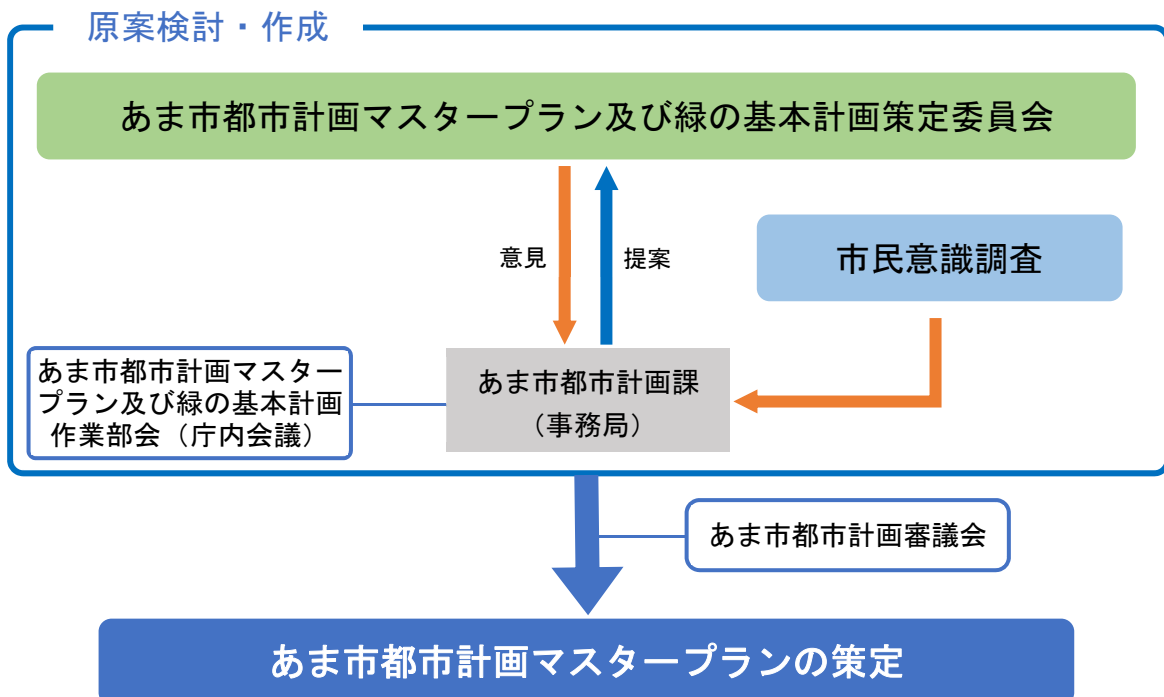 原案検討・作成
あま市都市計画マスタープラン及び緑の基本計画策定委員会
意見
提案
市民意識調査
あま市都市計画マスター
プラン及び緑の基本計画
作業部会（庁内会議）
あま市都市計画課
（事務局）
あま市都市計画審議会
あま市都市計画マスタープランの策定